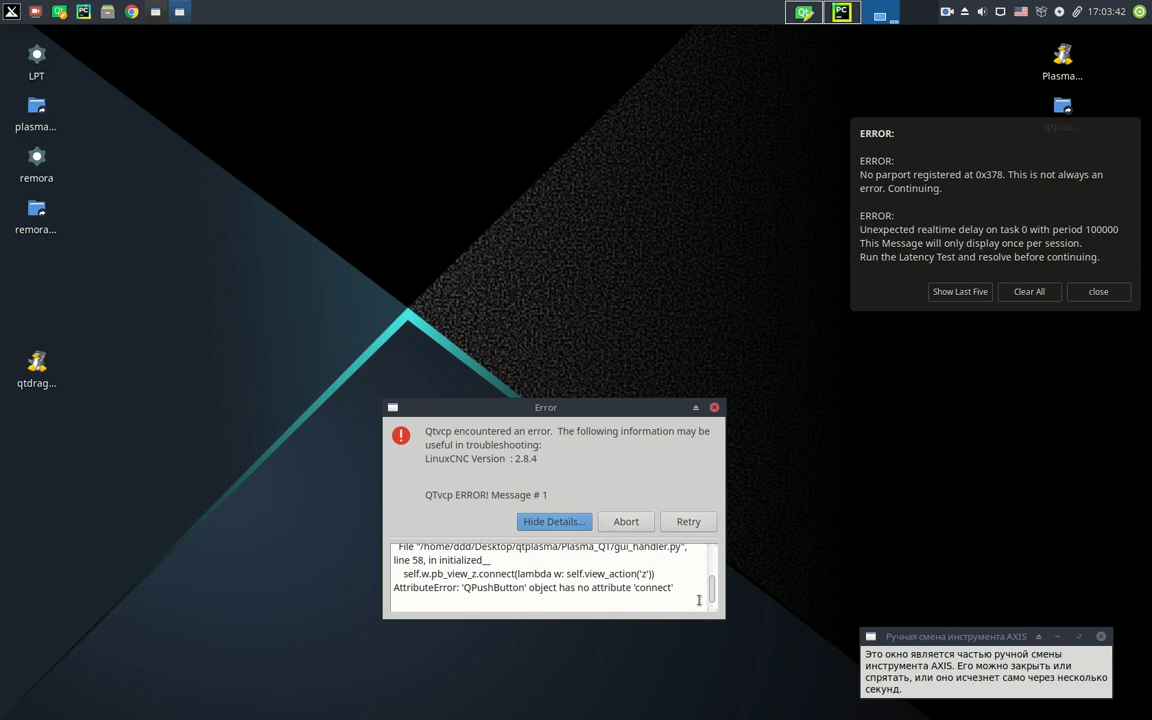 Qt
PC
17:03:42
LPT
plasma...
remora
remora...
qtdrag...
Plasma...
qtplas...
ERROR:
ERROR:
No parport registered at 0x378. This is not always an
error. Continuing.
ERROR:
Unexpected realtime delay on task 0 with period 100000
This Message will only display once per session.
Run the Latency Test and resolve before continuing.
Show Last Five
Clear All
close
Error
Qtvcp encountered an error.  The following information may be
useful in troubleshooting:
LinuxCNC Version  : 2.8.4
QTvcp ERROR! Message # 1
Hide Details...
Abort
Retry
File "/home/ddd/Desktop/qtplasma/Plasma_QT/gui_handler.py",
line 58, in initialized__
self.w.pb_view_z.connect(lambda w: self.view_action('z'))
AttributeError: 'QPushButton' object has no attribute 'connect'
Ручная смена инструмента AXIS
Это окно является частью ручной смены
инструмента AXIS. Его можно закрыть или
спрятать, или оно исчезнет само через несколько
секунд.